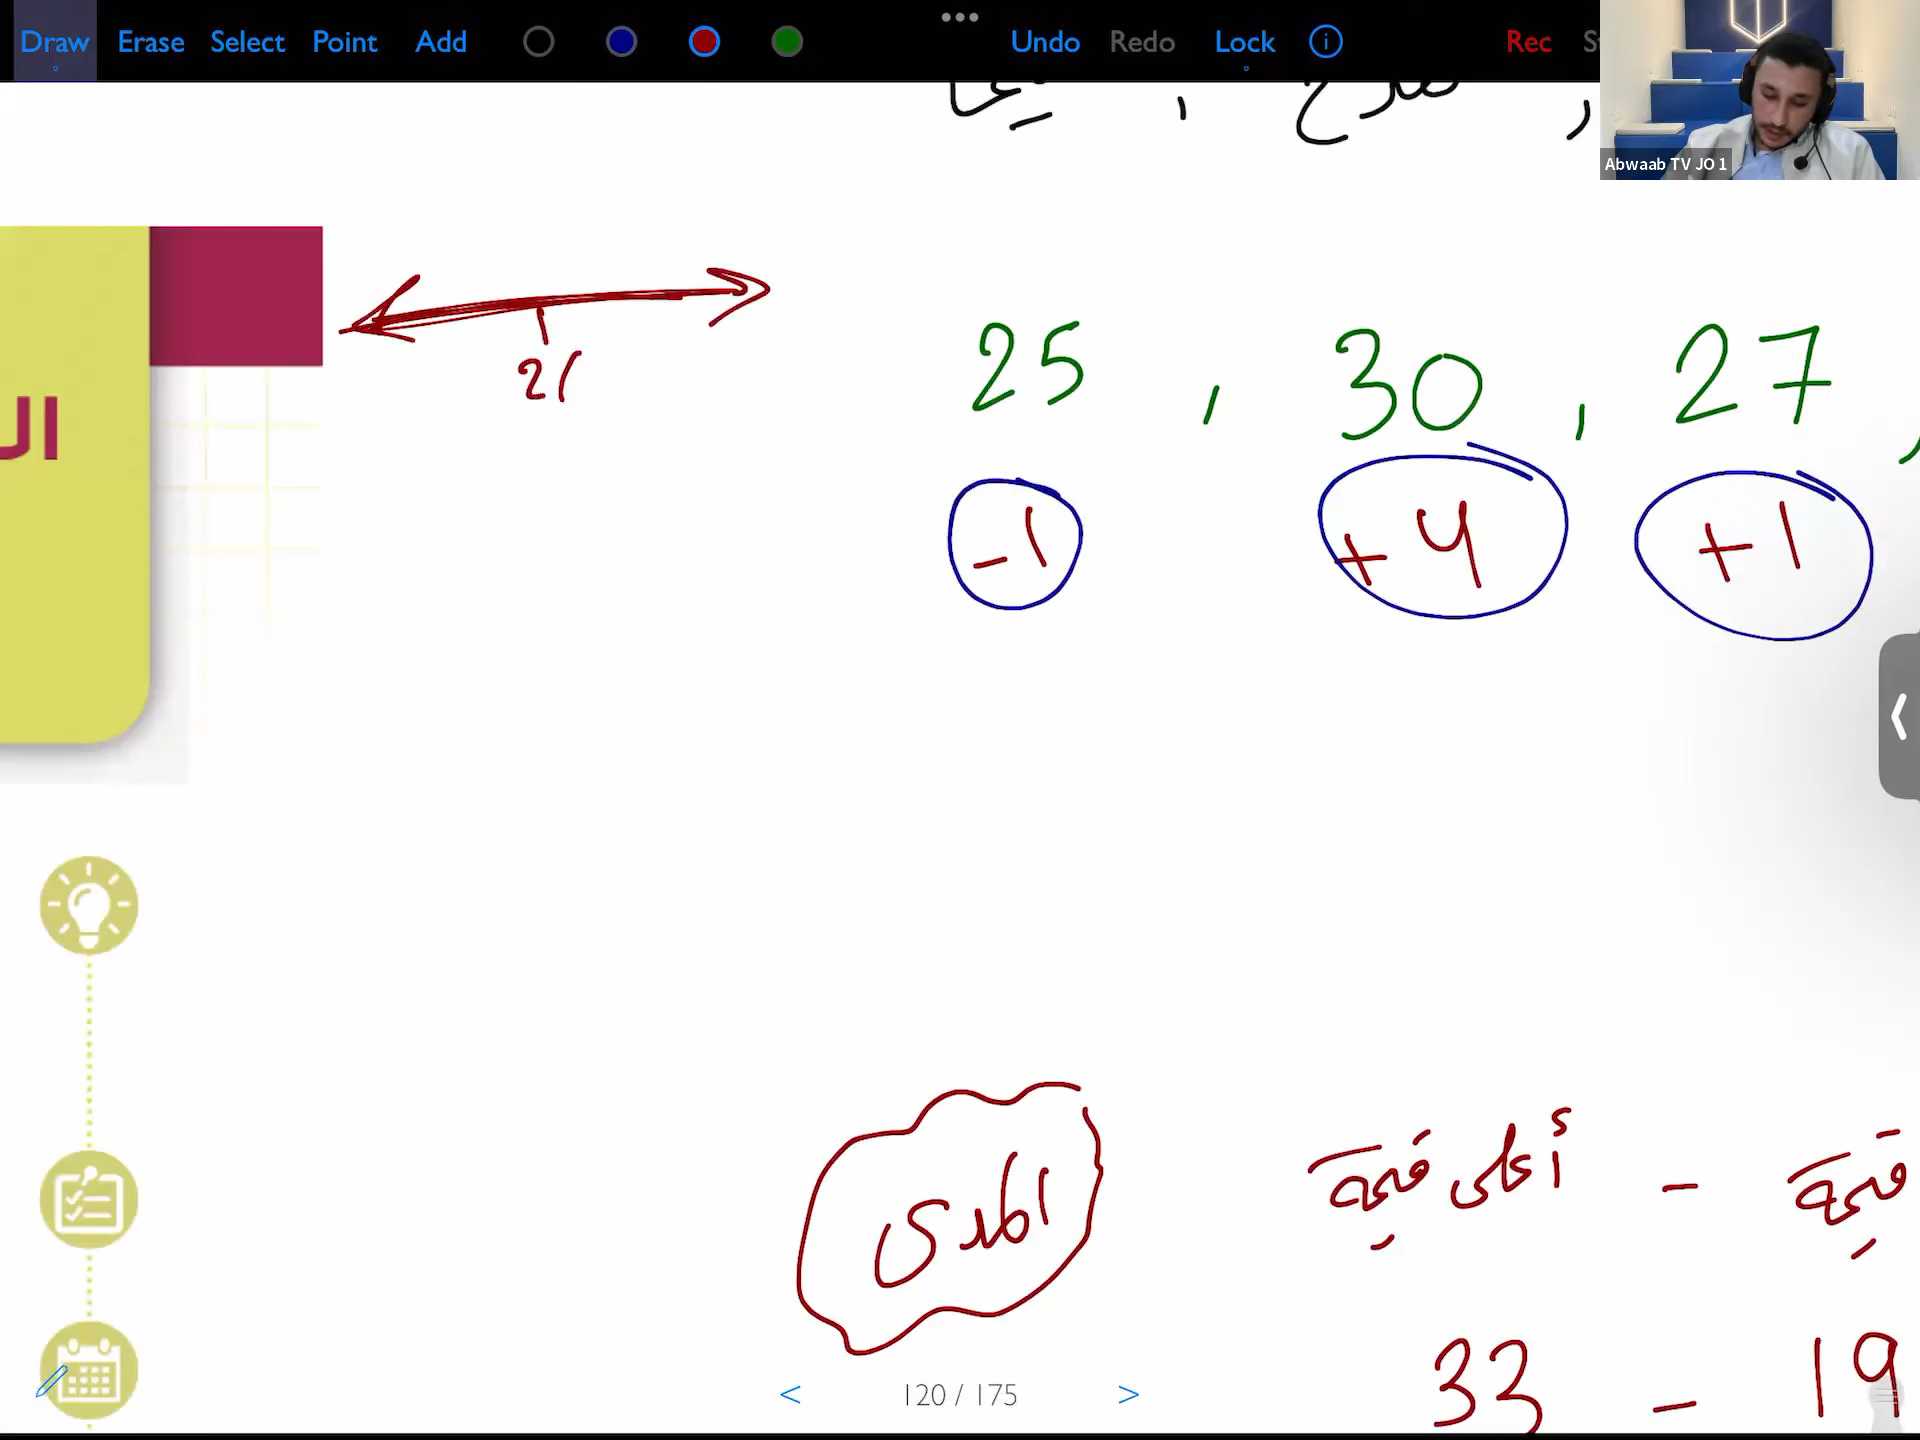 Draw Erase Select Point Add Undo Redo Lock Rec
Abwaab TV JO 1
25 , 30 , 27 ,
-1 +4 +1
المدى
أعلى قيمة - قيمة
33 - 19
120 / 175